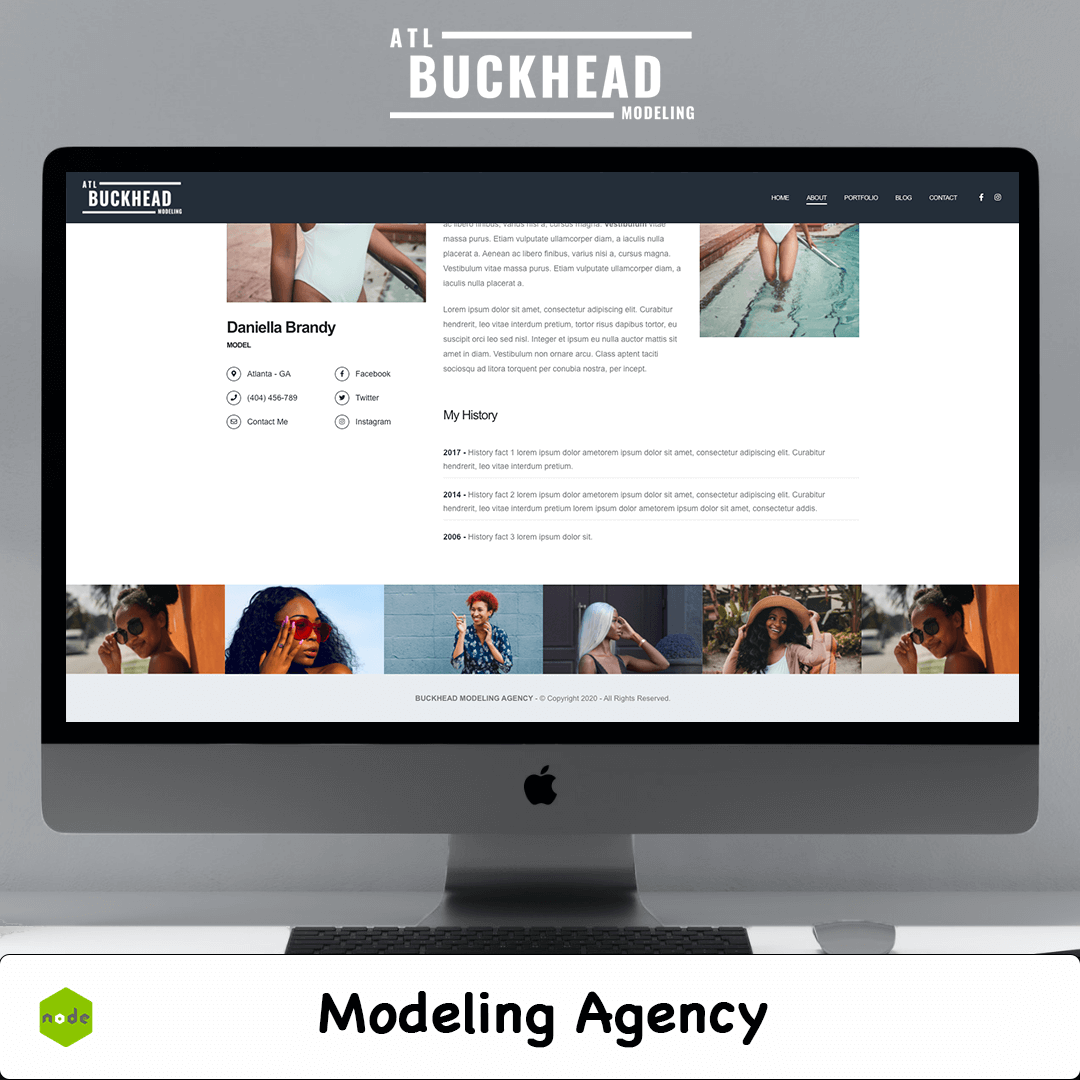 ATL
BUCKHEAD
MODELING
ATL
BUCKHEAD
MODELING
HOME ABOUT PORTFOLIO BLOG CONTACT
ac libero finibus, varius nisi a, cursus magna. Vestibulum vitae
massa purus. Etiam vulputate ullamcorper diam, a iaculis nulla
placerat a. Aenean ac libero finibus, varius nisi a, cursus magna.
Vestibulum vitae massa purus. Etiam vulputate ullamcorper diam, a
iaculis nulla placerat a.
Lorem ipsum dolor sit amet, consectetur adipiscing elit. Curabitur
hendrerit, leo vitae interdum pretium, tortor risus dapibus tortor, eu
suscipit orci leo sed nisl. Integer et ipsum eu nulla auctor mattis sit
amet in diam. Vestibulum non ornare arcu. Class aptent taciti
sociosqu ad litora torquent per conubia nostra, per incept.
Daniella Brandy
MODEL
Atlanta - GA Facebook
(404) 456-789 Twitter
Contact Me Instagram
My History
2017 - History fact 1 lorem ipsum dolor ametorem ipsum dolor sit amet, consectetur adipiscing elit. Curabitur
hendrerit, leo vitae interdum pretium.
2014 - History fact 2 lorem ipsum dolor ametorem ipsum dolor sit amet, consectetur adipiscing elit. Curabitur
hendrerit, leo vitae interdum pretium lorem ipsum dolor ametorem ipsum dolor sit amet, consectetur addis.
2006 - History fact 3 lorem ipsum dolor sit.
BUCKHEAD MODELING AGENCY - © Copyright 2020 - All Rights Reserved.
node
Modeling Agency